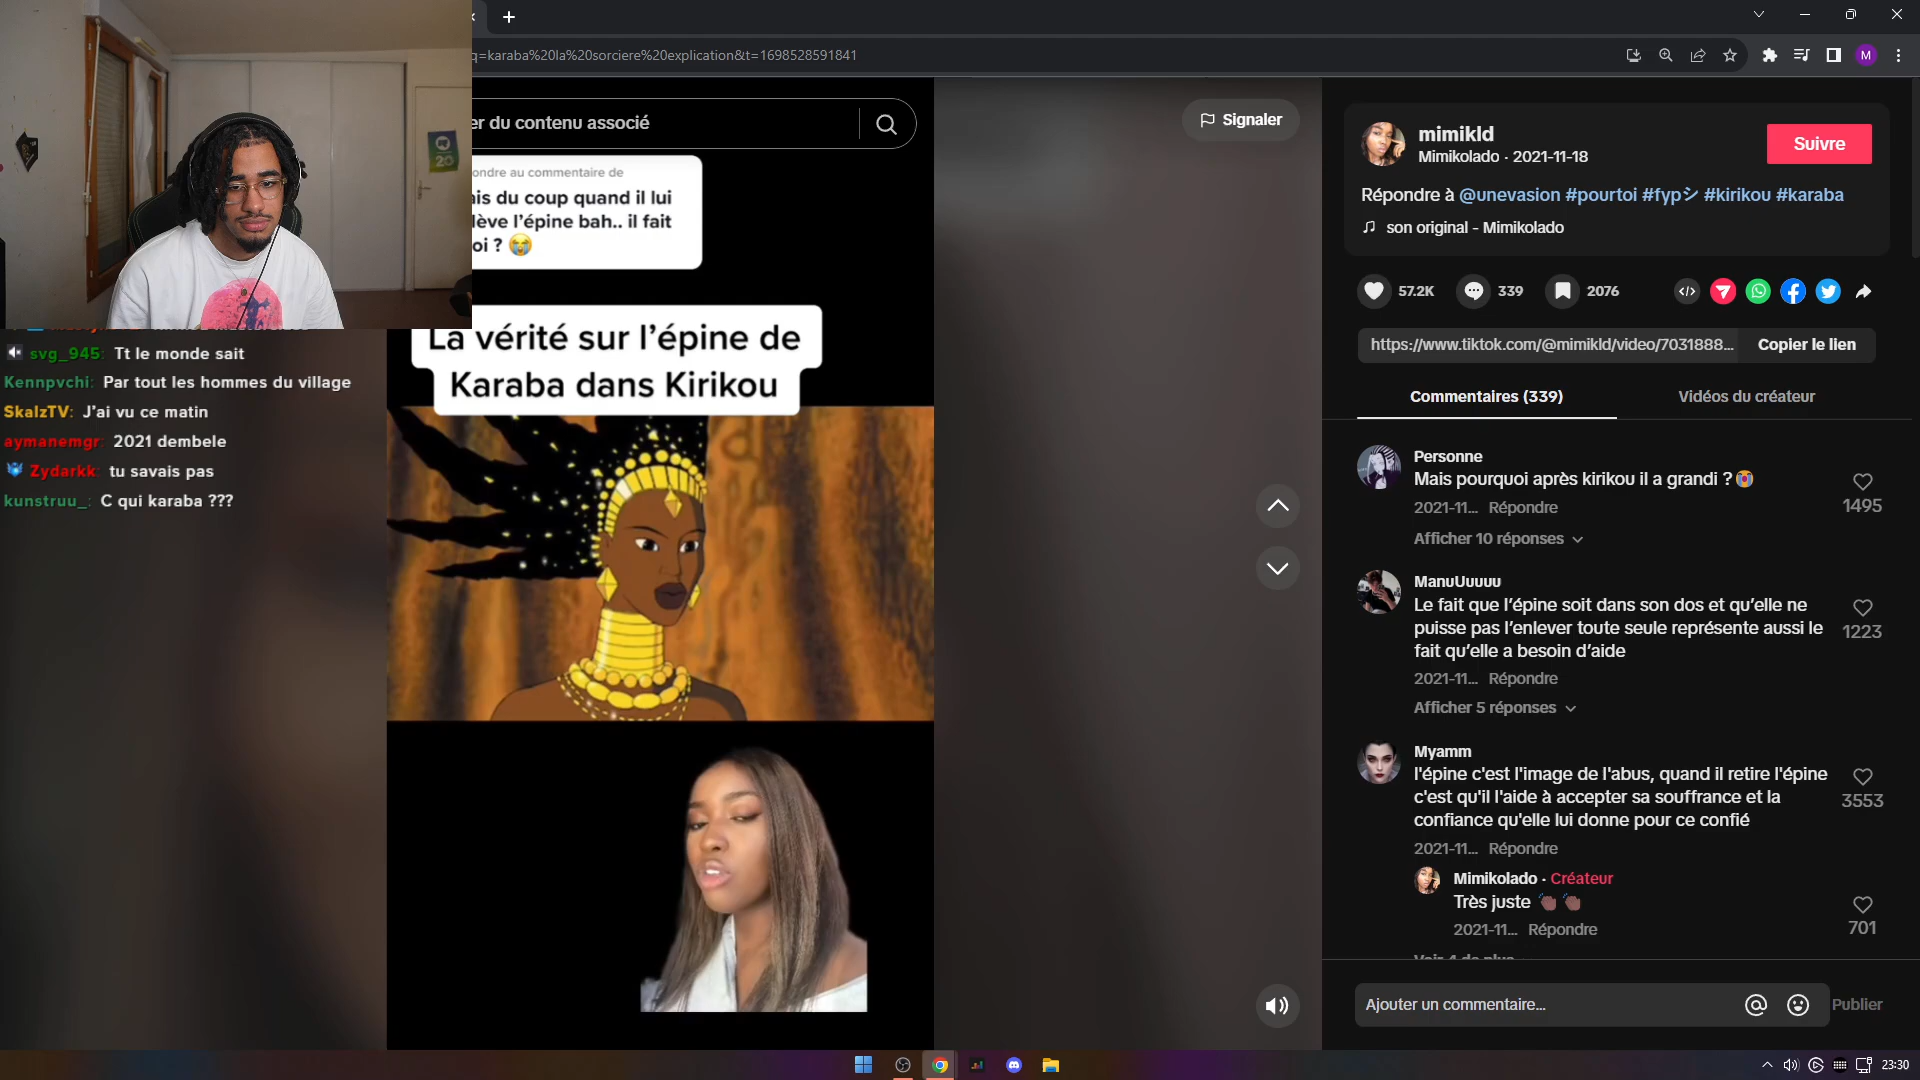 q=karaba%20la%20sorciere%20explication&t=1698528591841
M
er du contenu associé
Signaler
ondre au commentaire de
is du coup quand il lui
lève l'épine bah.. il fait
oi ? 😭
La vérité sur l'épine de
Karaba dans Kirikou
svg_945: Tt le monde sait
Kennpvchi: Par tout les hommes du village
SkalzTV: J'ai vu ce matin
aymanemgr: 2021 dembele
Zydarkk: tu savais pas
kunstruu_: C qui karaba ???
mimikld
Mimikolado · 2021-11-18
Suivre
Répondre à @unevasion #pourtoi #fypシ #kirikou #karaba
son original - Mimikolado
57.2K
339
2076
https://www.tiktok.com/@mimikld/video/7031888...
Copier le lien
Commentaires (339)
Vidéos du créateur
Personne
Mais pourquoi après kirikou il a grandi ?😭
1495
2021-11... Répondre
Afficher 10 réponses
ManuUuuuu
Le fait que l'épine soit dans son dos et qu'elle ne
puisse pas l'enlever toute seule représente aussi le
fait qu'elle a besoin d'aide
1223
2021-11... Répondre
Afficher 5 réponses
Myamm
l'épine c'est l'image de l'abus, quand il retire l'épine
c'est qu'il l'aide à accepter sa souffrance et la
confiance qu'elle lui donne pour ce confié
3553
2021-11... Répondre
Mimikolado · Créateur
Très juste 👏🏾 👏🏾
701
2021-11... Répondre
Voir 4 de plus
Ajouter un commentaire...
Publier
23:30